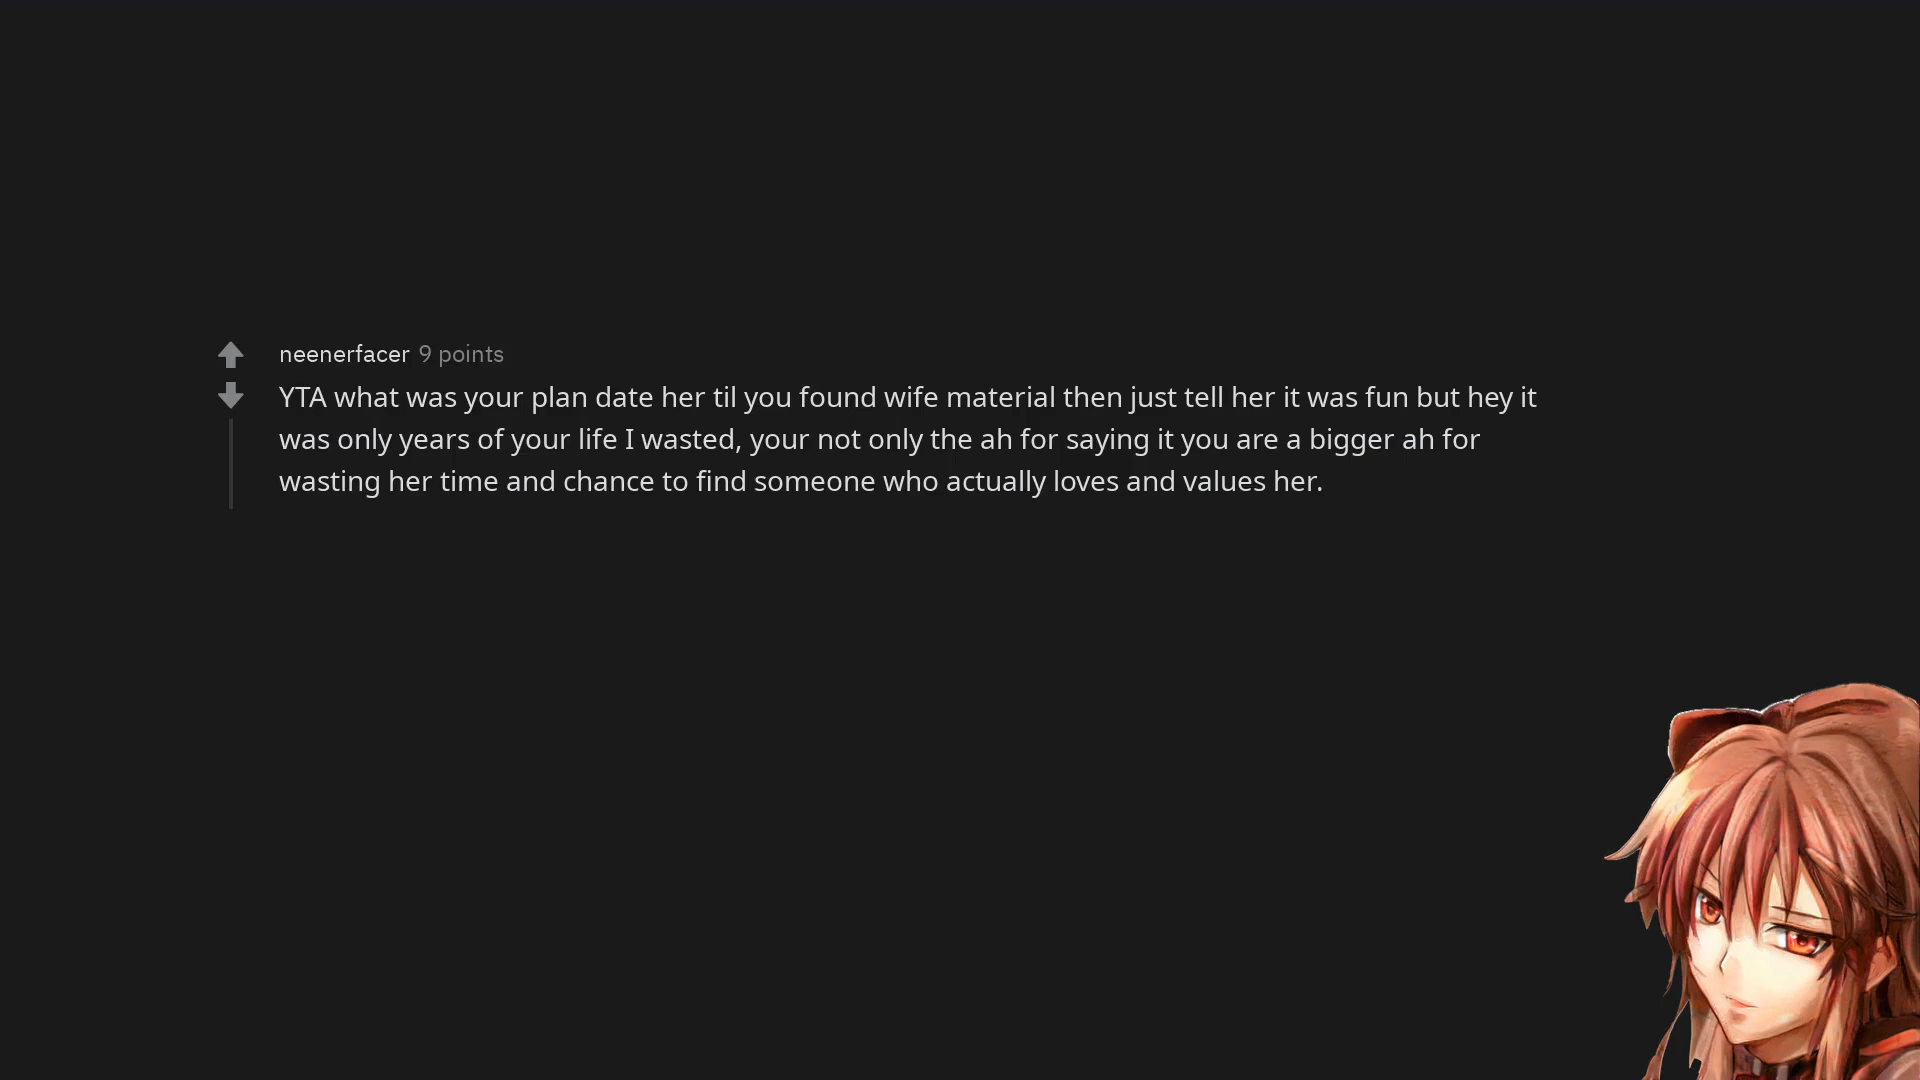 neenerfacer 9 points
YTA what was your plan date her til you found wife material then just tell her it was fun but hey it
was only years of your life I wasted, your not only the ah for saying it you are a bigger ah for
wasting her time and chance to find someone who actually loves and values her.